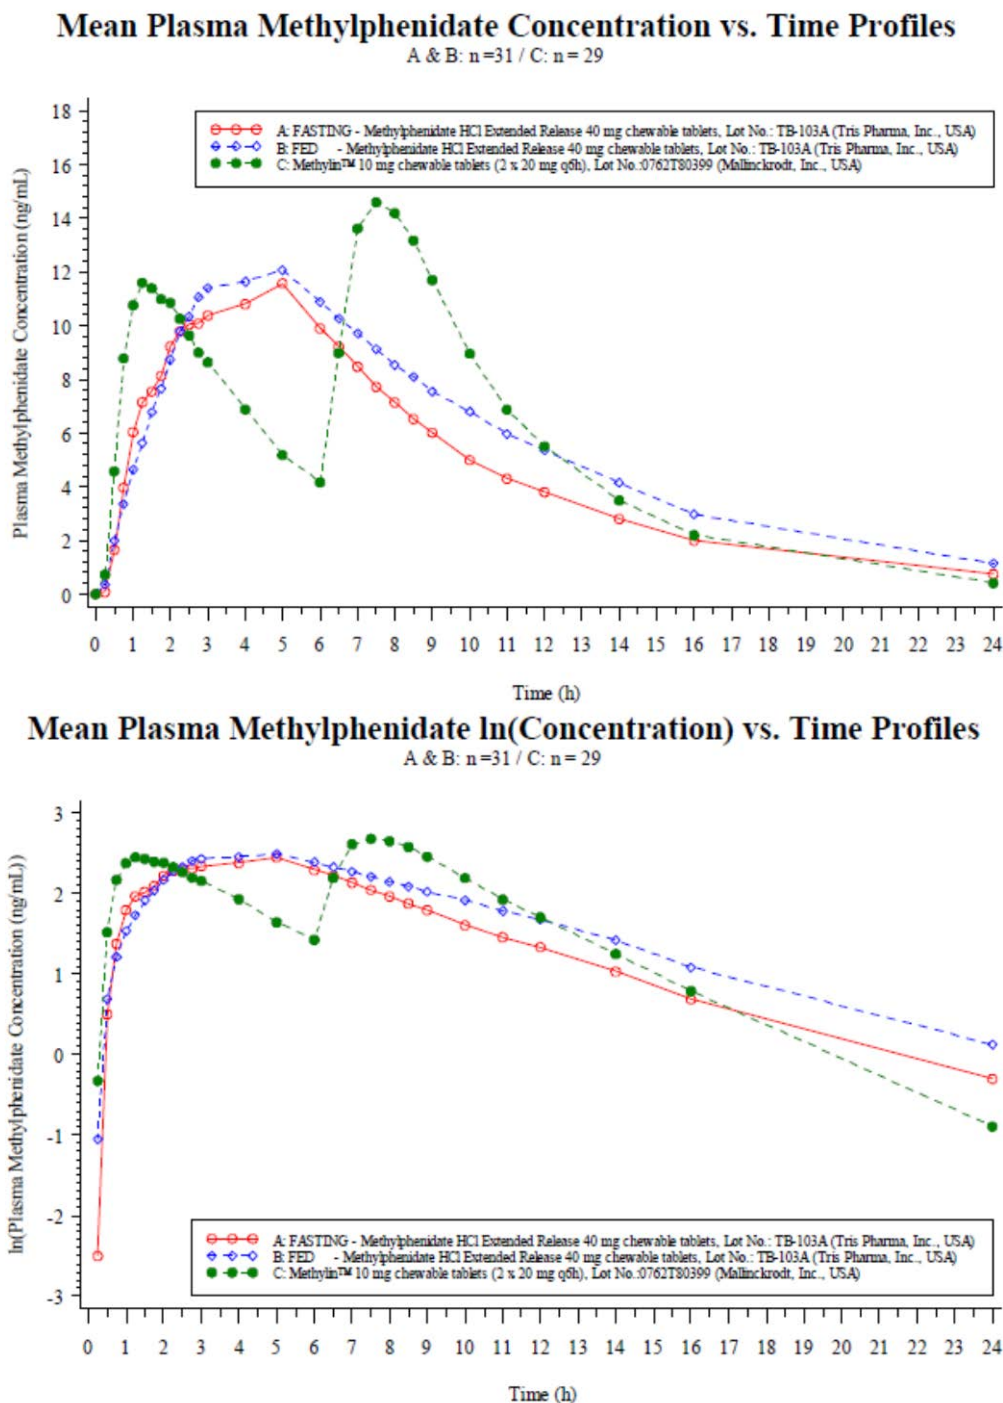 Mean Plasma Methylphenidate Concentration vs. Time Profiles
A & B: n =31 / C: n = 29
A: FASTING - Methylphenidate HCl Extended Release 40 mg chewable tablets, Lot No.: TB-103A (Tris Pharma, Inc., USA)
B: FED - Methylphenidate HCl Extended Release 40 mg chewable tablets, Lot No.: TB-103A (Tris Pharma, Inc., USA)
C: Methylin™ 10 mg chewable tablets (2 x 20 mg q6h), Lot No.:0762T80399 (Mallinckrodt, Inc., USA)
Plasma Methylphenidate Concentration (ng/mL)
18
16
14
12
10
8
6
4
2
0
0 1 2 3 4 5 6 7 8 9 10 11 12 13 14 15 16 17 18 19 20 21 22 23 24
Time (h)
Mean Plasma Methylphenidate ln(Concentration) vs. Time Profiles
A & B: n =31 / C: n = 29
ln(Plasma Methylphenidate Concentration (ng/mL))
3
2
1
0
-1
-2
-3
A: FASTING - Methylphenidate HCl Extended Release 40 mg chewable tablets, Lot No.: TB-103A (Tris Pharma, Inc., USA)
B: FED - Methylphenidate HCl Extended Release 40 mg chewable tablets, Lot No.: TB-103A (Tris Pharma, Inc., USA)
C: Methylin™ 10 mg chewable tablets (2 x 20 mg q6h), Lot No.:0762T80399 (Mallinckrodt, Inc., USA)
0 1 2 3 4 5 6 7 8 9 10 11 12 13 14 15 16 17 18 19 20 21 22 23 24
Time (h)